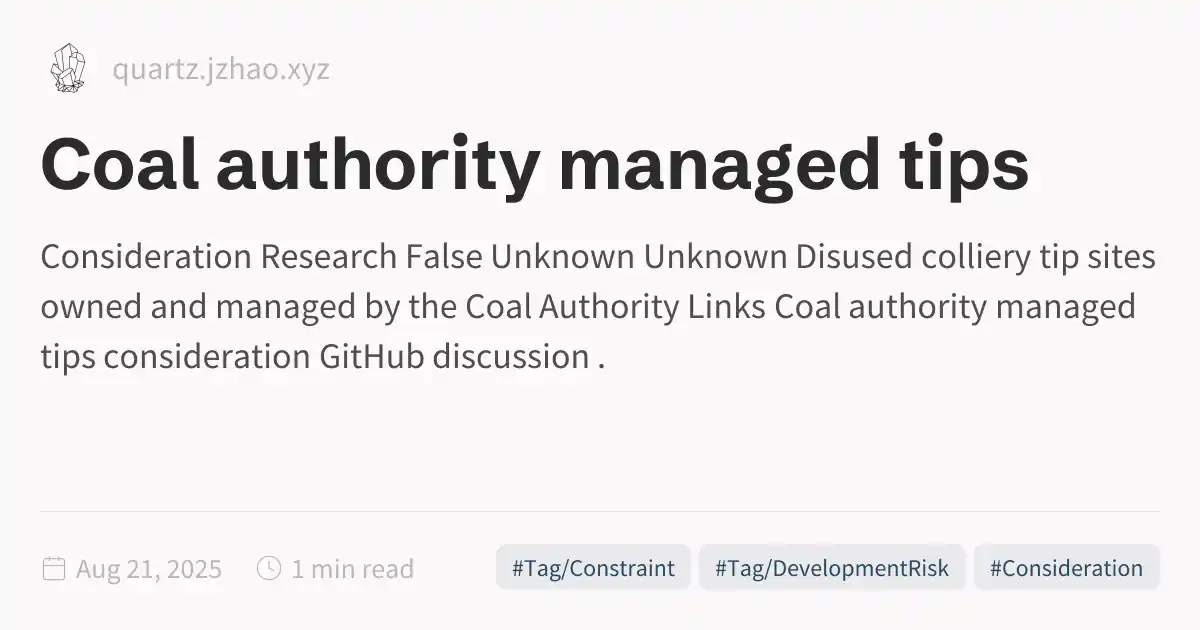 quartz.jzhao.xyz
Coal authority managed tips
Consideration Research False Unknown Unknown Disused colliery tip sites
owned and managed by the Coal Authority Links Coal authority managed
tips consideration GitHub discussion .
Aug 21, 2025 1 min read #Tag/Constraint #Tag/DevelopmentRisk #Consideration